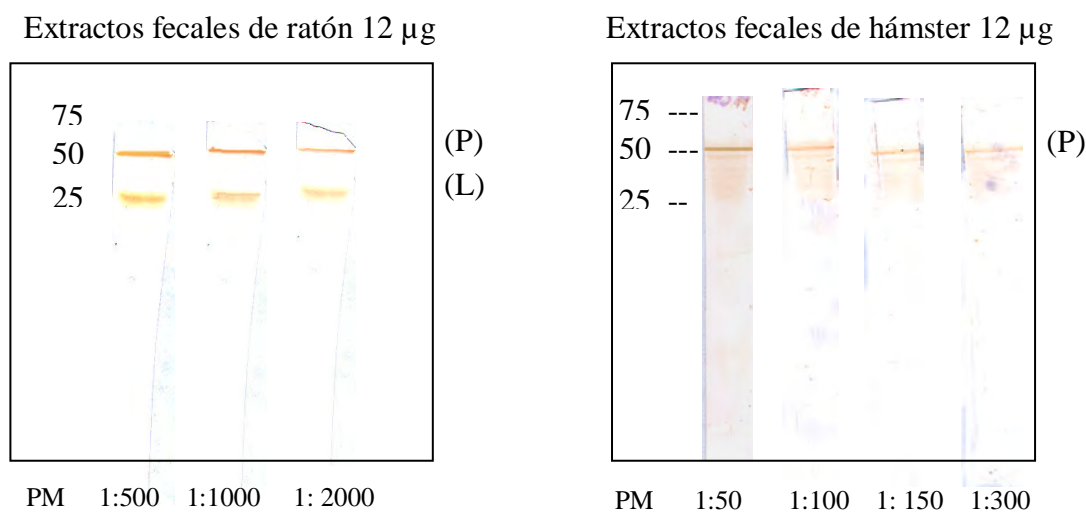 Extractos fecales de ratón 12 µg
75
50
25
(P)
(L)
PM 1:500 1:1000 1: 2000
Extractos fecales de hámster 12 µg
75 ---
50 ---
25 --
(P)
PM 1:50 1:100 1: 150 1:300